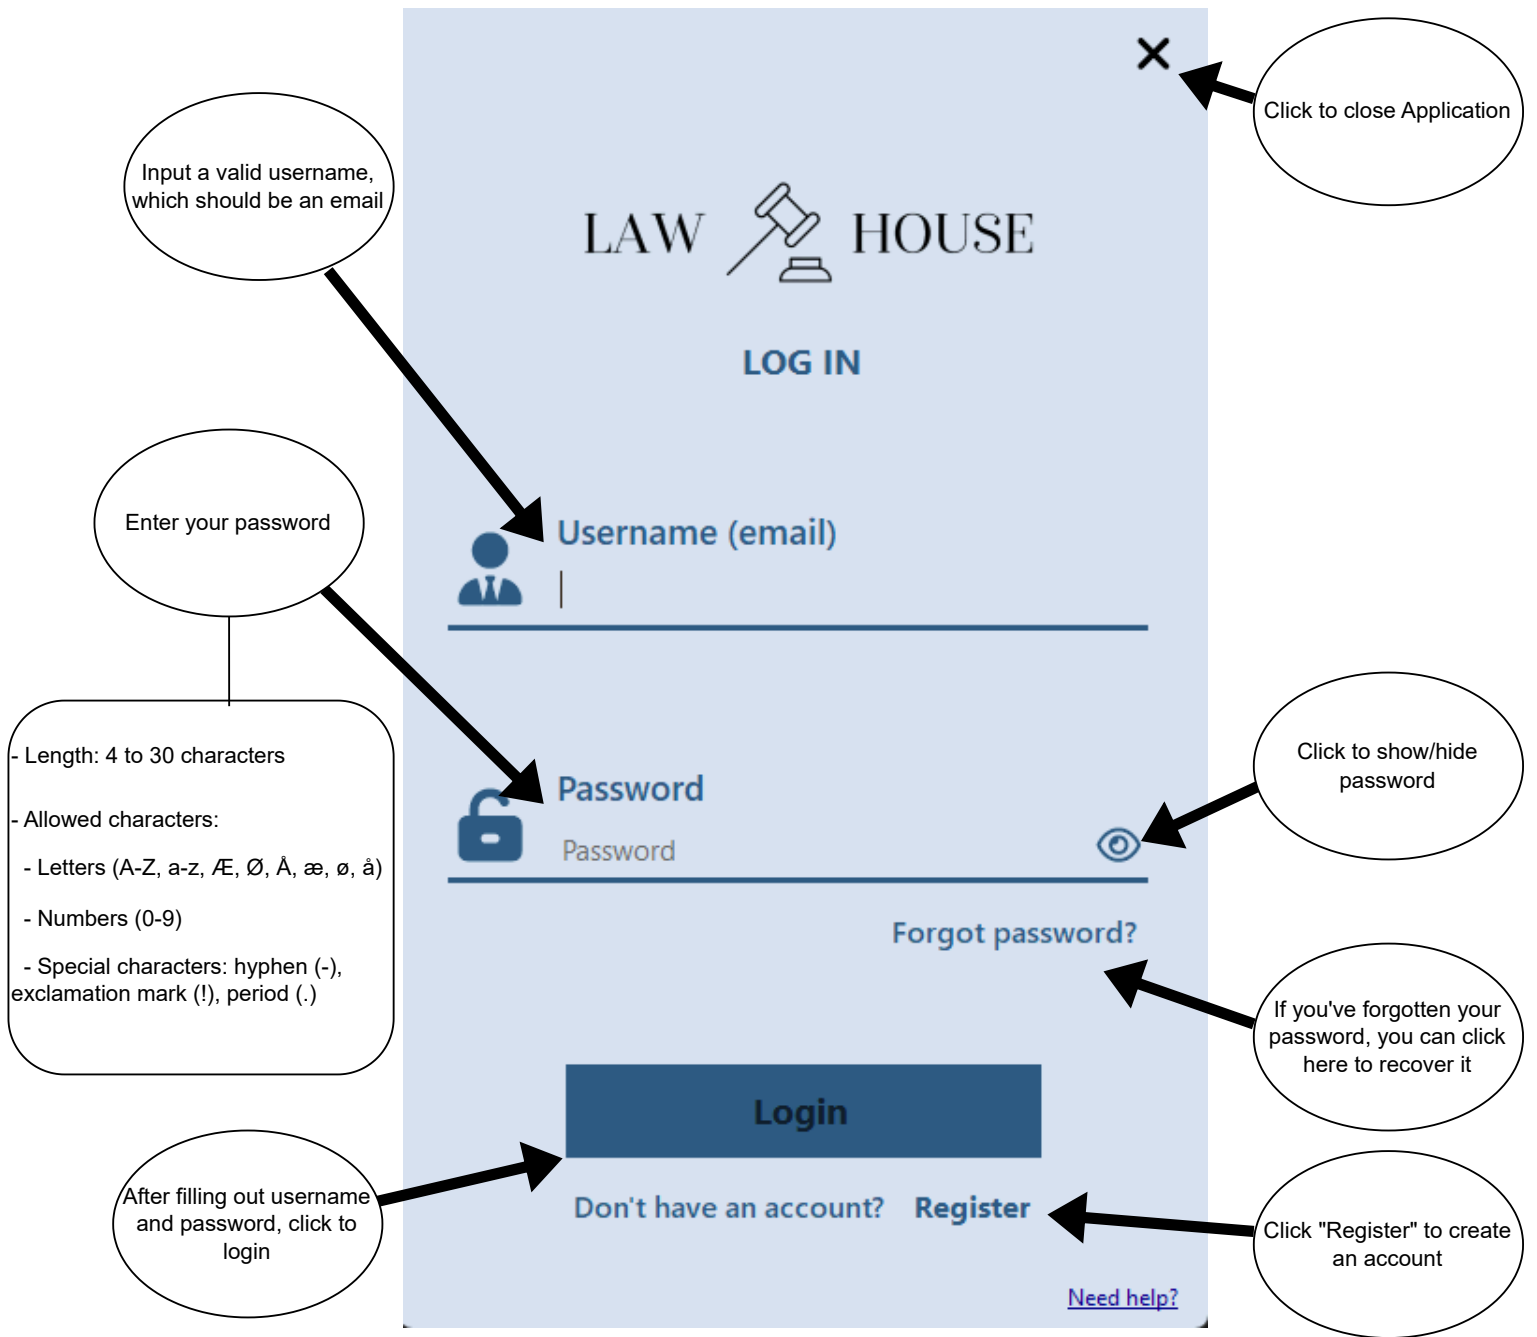 Click to close Application
Input a valid username,
which should be an email
LAW HOUSE
LOG IN
Enter your password
Username (email)
- Length: 4 to 30 characters
- Allowed characters:
- Letters (A-Z, a-z, Æ, Ø, Å, æ, ø, å)
- Numbers (0-9)
- Special characters: hyphen (-),
exclamation mark (!), period (.)
Password
Password
Click to show/hide
password
Forgot password?
If you've forgotten your
password, you can click
here to recover it
Login
After filling out username
and password, click to
login
Don't have an account? Register
Click "Register" to create
an account
Need help?